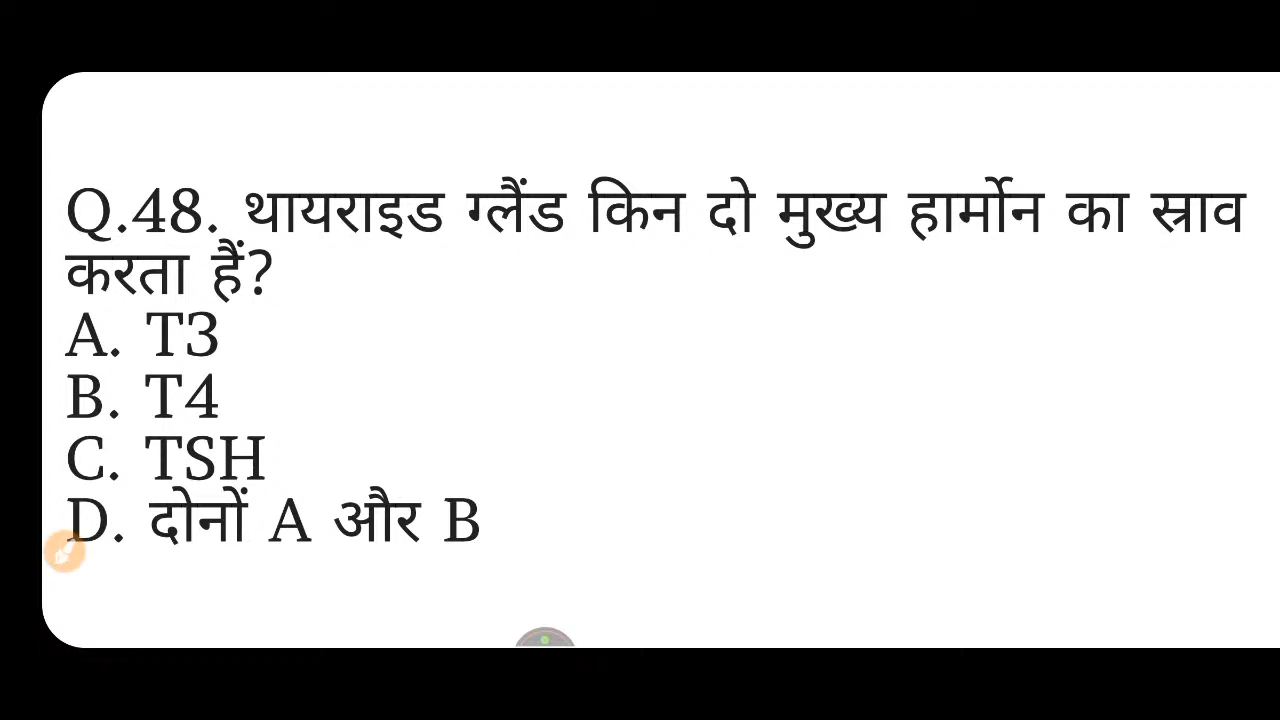 Q.48. थायराइड ग्लैंड किन दो मुख्य हार्मोन का स्राव
करता हैं?
A. T3
B. T4
C. TSH
D. दोनों A और B